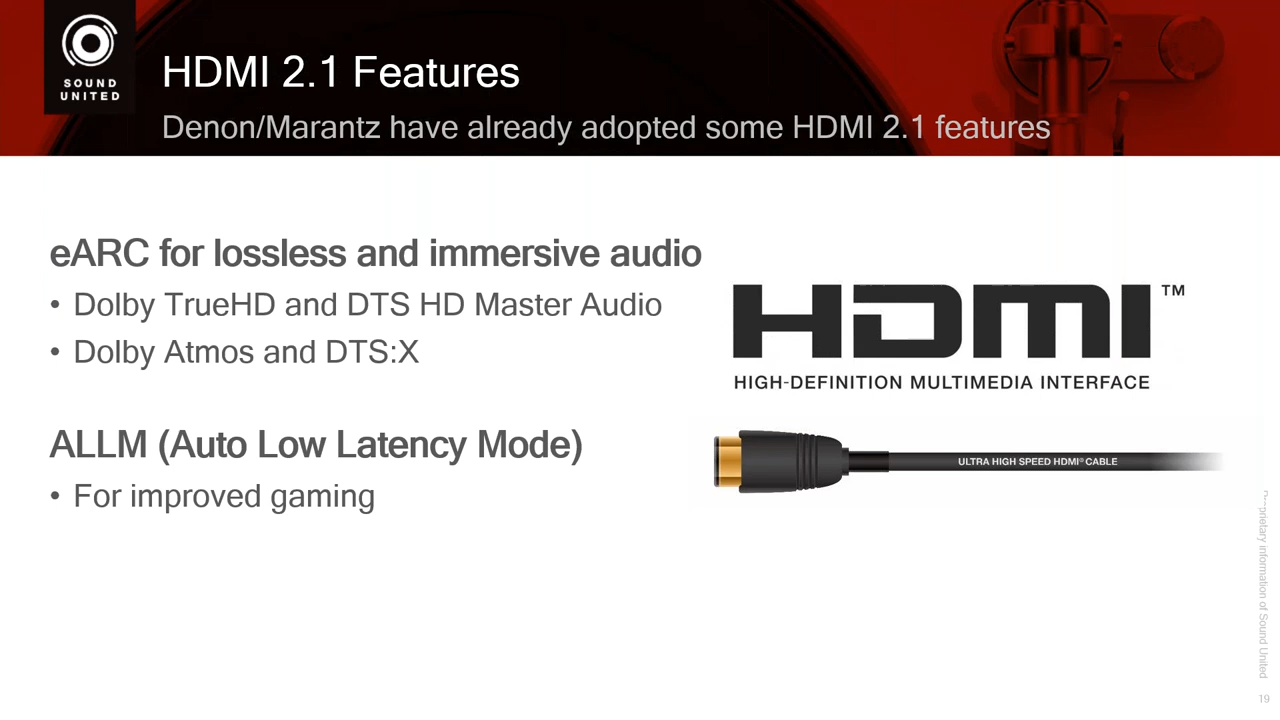 SOUND
UNITED
HDMI 2.1 Features
Denon/Marantz have already adopted some HDMI 2.1 features
eARC for lossless and immersive audio
• Dolby TrueHD and DTS HD Master Audio
• Dolby Atmos and DTS:X
HDMI™
HIGH-DEFINITION MULTIMEDIA INTERFACE
ALLM (Auto Low Latency Mode)
• For improved gaming
ULTRA HIGH SPEED HDMI® CABLE
information of Sound United
19